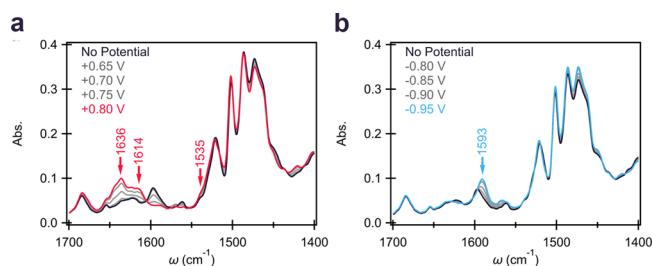 a
No Potential
+0.65 V
+0.70 V
+0.75 V
+0.80 V
1636
1614
1535
Abs.
0.4
0.3
0.2
0.1
0.0
1700 1600 1500 1400
ω (cm⁻¹)
b
No Potential
-0.80 V
-0.85 V
-0.90 V
-0.95 V
1593
Abs.
0.4
0.3
0.2
0.1
0.0
1700 1600 1500 1400
ω (cm⁻¹)